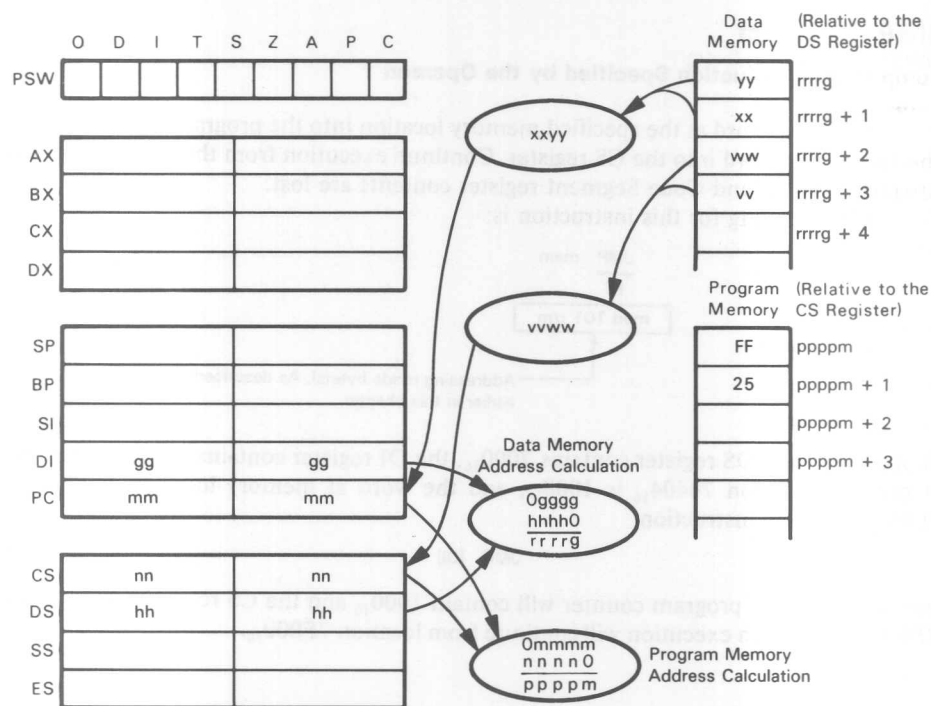 O D I T S Z A P C
PSW
AX
BX
CX
DX
SP
BP
SI
DI gg gg
PC mm mm
CS nn nn
DS hh hh
SS
ES
xxyy
vvww
Data Memory
Address Calculation
0gggg
hhhh0
rrrrg
0mmmm
nnnn0
ppppm
Program Memory
Address Calculation
Data
Memory
(Relative to the
DS Register)
yy rrrrg
xx rrrrg + 1
ww rrrrg + 2
vv rrrrg + 3
rrrrg + 4
Program
Memory
(Relative to the
CS Register)
FF ppppm
25 ppppm + 1
ppppm + 2
ppppm + 3